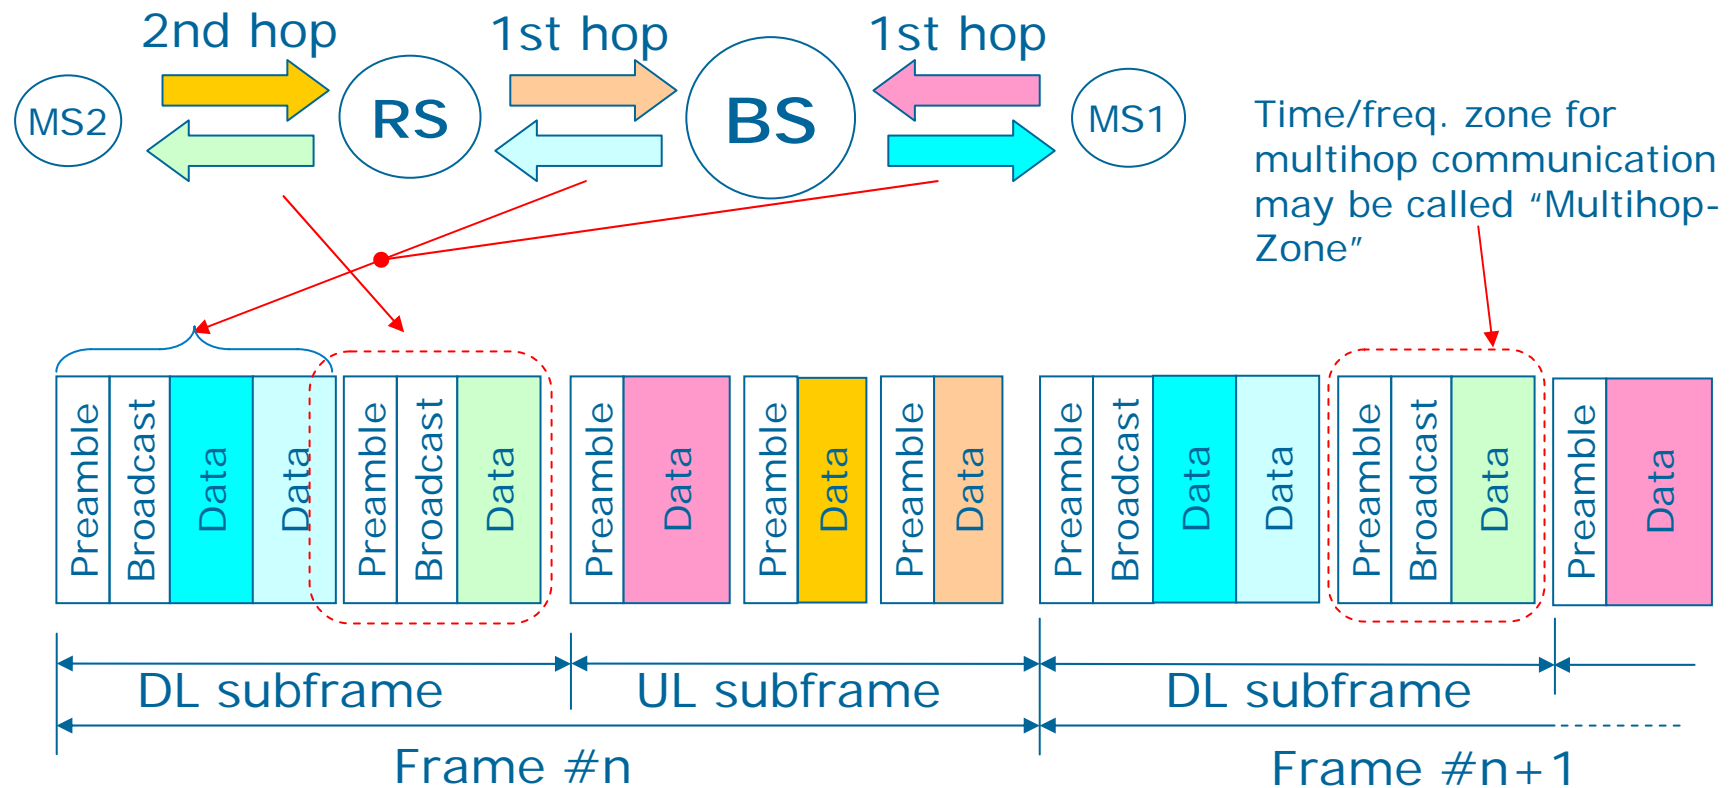 2nd hop
1st hop
1st hop
MS2
RS
BS
MS1
Time/freq. zone for
multihop communication
may be called “Multihop-
Zone”
Preamble
Broadcast
Data
Data
Preamble
Broadcast
Data
Preamble
Data
Preamble
Data
Preamble
Data
Preamble
Broadcast
Data
Data
Preamble
Broadcast
Data
Preamble
Data
DL subframe
UL subframe
DL subframe
Frame #n
Frame #n+1